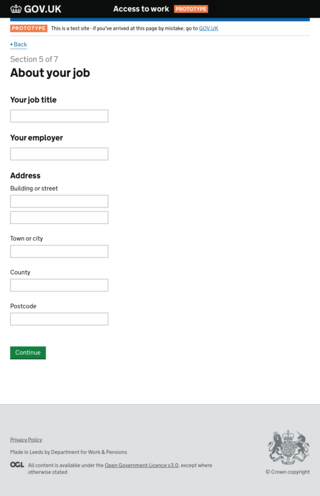 GOV.UK
Access to work PROTOTYPE
PROTOTYPE This is a test site - if you've arrived at this page by mistake, go to GOV.UK
Back
Section 5 of 7
About your job
Your job title
Your employer
Address
Building or street
Town or city
County
Postcode
Continue
Privacy Policy
Made in Leeds by Department for Work & Pensions
OGL All content is available under the Open Government Licence v3.0, except where
otherwise stated
© Crown copyright